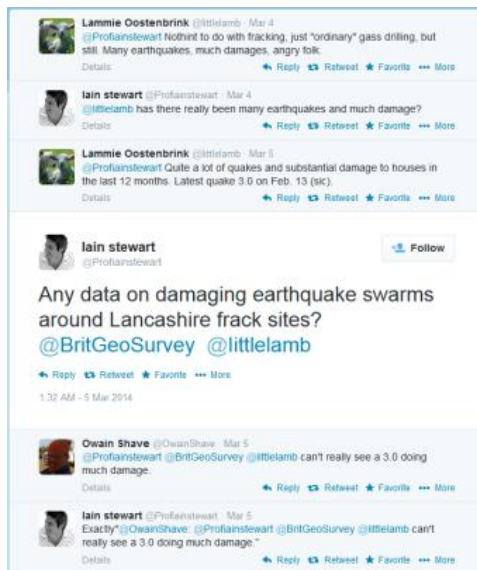 Lammie Oostenbrink @littlelamb · Mar 4
@Profiainstewart Nothint to do with fracking, just "ordinary" gass drilling, but
still. Many earthquakes, much damages, angry folk.
Details Reply Retweet Favorite More
Iain stewart @Profiainstewart · Mar 4
@littlelamb has there really been many earthquakes and much damage?
Details Reply Retweet Favorite More
Lammie Oostenbrink @littlelamb · Mar 5
@Profiainstewart Quite a lot of quakes and substantial damage to houses in
the last 12 months. Latest quake 3.0 on Feb. 13 (sic).
Details Reply Retweet Favorite More
Iain stewart
@Profiainstewart
Follow
Any data on damaging earthquake swarms
around Lancashire frack sites?
@BritGeoSurvey @littlelamb
Reply Retweet Favorite More
1:32 AM - 5 Mar 2014
Owain Shave @OwainShave · Mar 5
@Profiainstewart @BritGeoSurvey @littlelamb can't really see a 3.0 doing
much damage.
Details Reply Retweet Favorite More
Iain stewart @Profiainstewart · Mar 5
Exactly"@OwainShave: @Profiainstewart @BritGeoSurvey @littlelamb can't
really see a 3.0 doing much damage."
Details Reply Retweet Favorite More